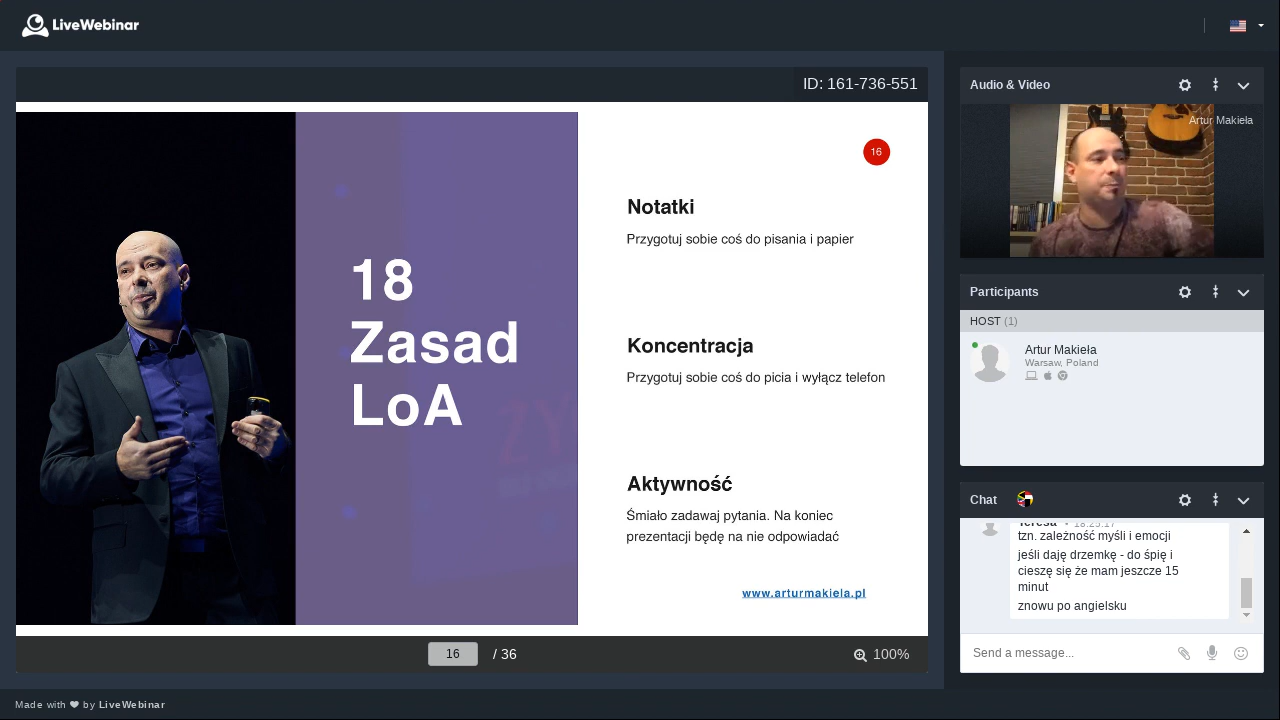 LiveWebinar
ID: 161-736-551
18
Zasad
LoA
16
Notatki
Przygotuj sobie coś do pisania i papier
Koncentracja
Przygotuj sobie coś do picia i wyłącz telefon
Aktywność
Śmiało zadawaj pytania. Na koniec
prezentacji będę na nie odpowiadać
www.arturmakiela.pl
16 / 36
100%
Audio & Video
Artur Makieła
Participants
HOST (1)
Artur Makieła
Warsaw, Poland
Chat
Teresa • 18:25:17
tzn. zależność myśli i emocji
jeśli daję drzemkę - do śpię i
cieszę się że mam jeszcze 15
minut
znowu po angielsku
Send a message...
Made with ❤ by LiveWebinar